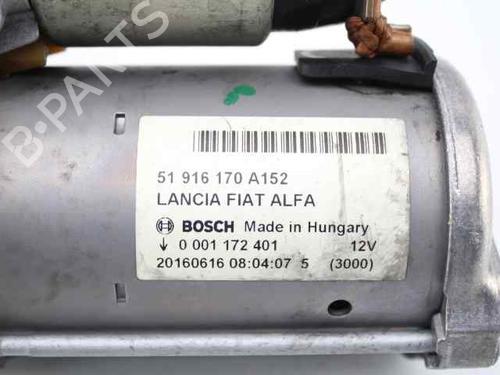 B-PARTS
51 916 170 A152
LANCIA FIAT ALFA
BOSCH Made in Hungary
↓ 0 001 172 401 12V
20160616 08:04:07 5 (3000)